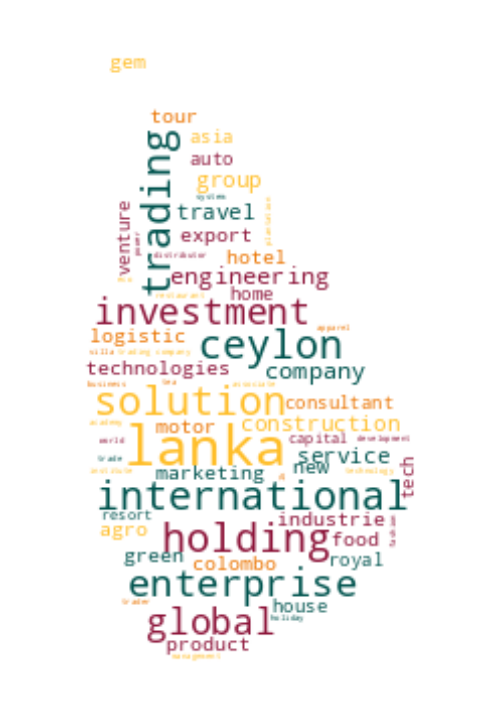 gem
tour
trading
asia
auto
group
system
travel
plantation
venture
power
export
distributor
hotel
engineering
home
restaurant
investment
apparel
logistic
ceylon
villa
trading company
technologies
company
business
tea
associate
solution
consultant
academy
motor
construction
lanka
world
capital
development
trade
service
institute
marketing
new
technology
tech
international
resort
industrie
agro
holding
food
fashion
green
colombo
royal
enterprise
trader
house
global
holiday
product
management